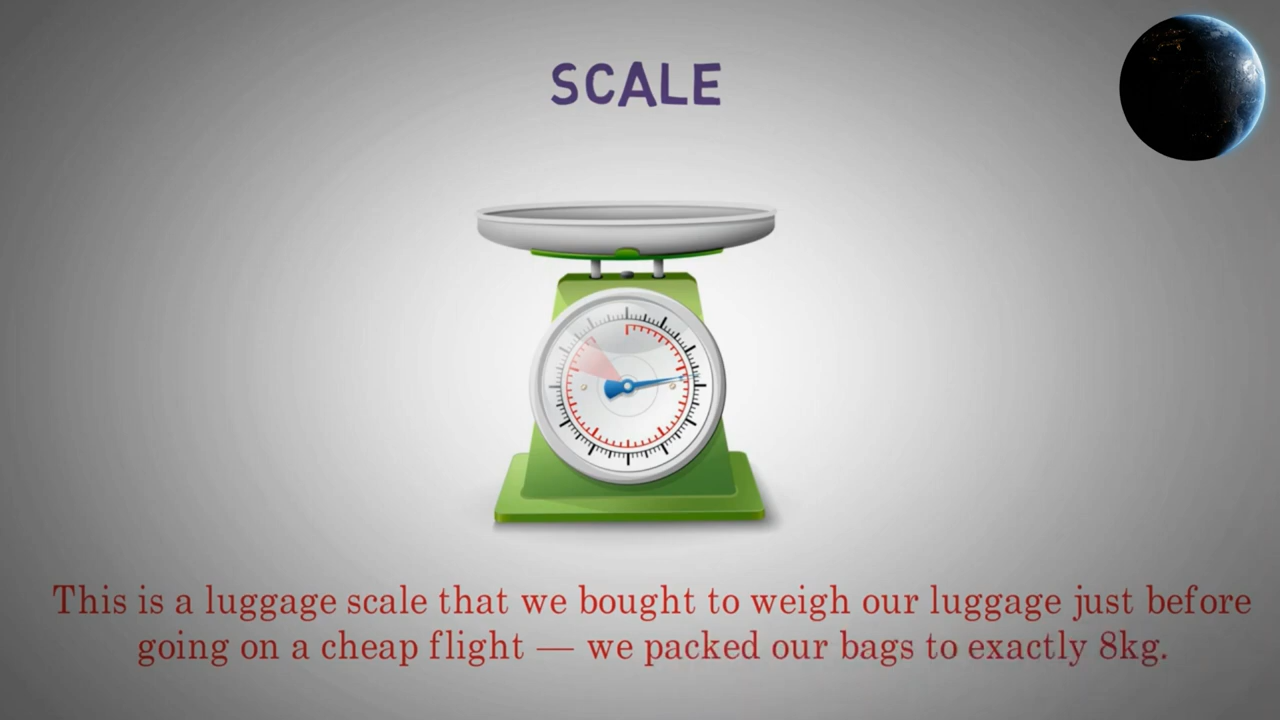 SCALE
This is a luggage scale that we bought to weigh our luggage just before
going on a cheap flight — we packed our bags to exactly 8kg.